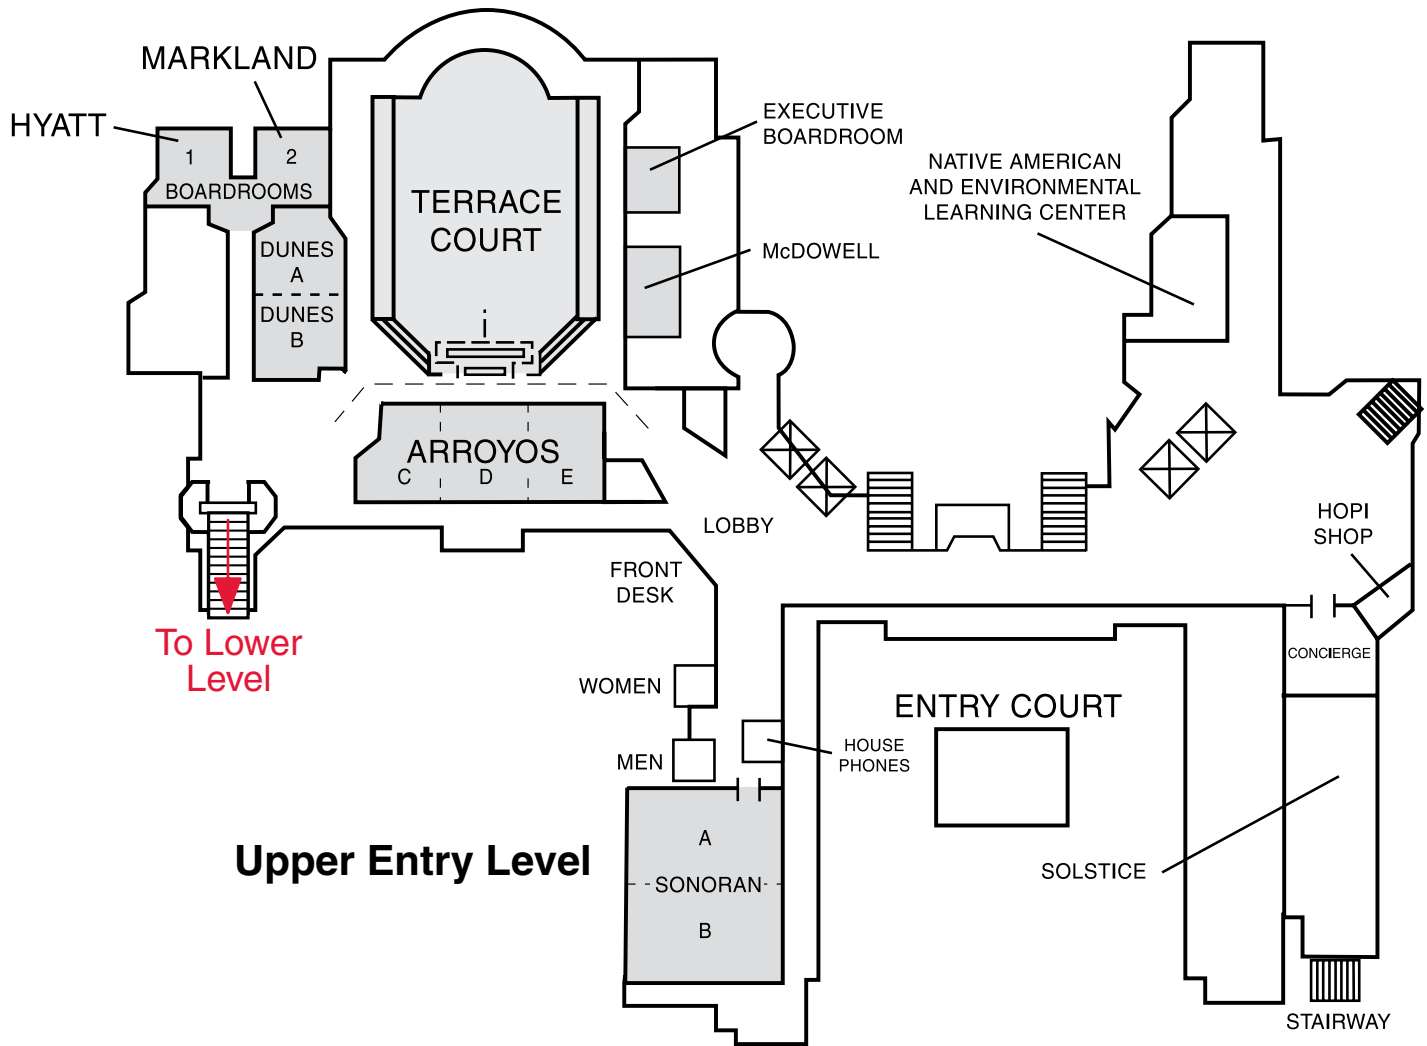 MARKLAND
HYATT
1
2
BOARDROOMS
EXECUTIVE
BOARDROOM
NATIVE AMERICAN
AND ENVIRONMENTAL
LEARNING CENTER
TERRACE
COURT
DUNES
A
DUNES
B
McDOWELL
i
ARROYOS
C D E
LOBBY
HOPI
SHOP
FRONT
DESK
To Lower
Level
CONCIERGE
WOMEN
ENTRY COURT
MEN
HOUSE
PHONES
Upper Entry Level
A
SONORAN
B
SOLSTICE
STAIRWAY